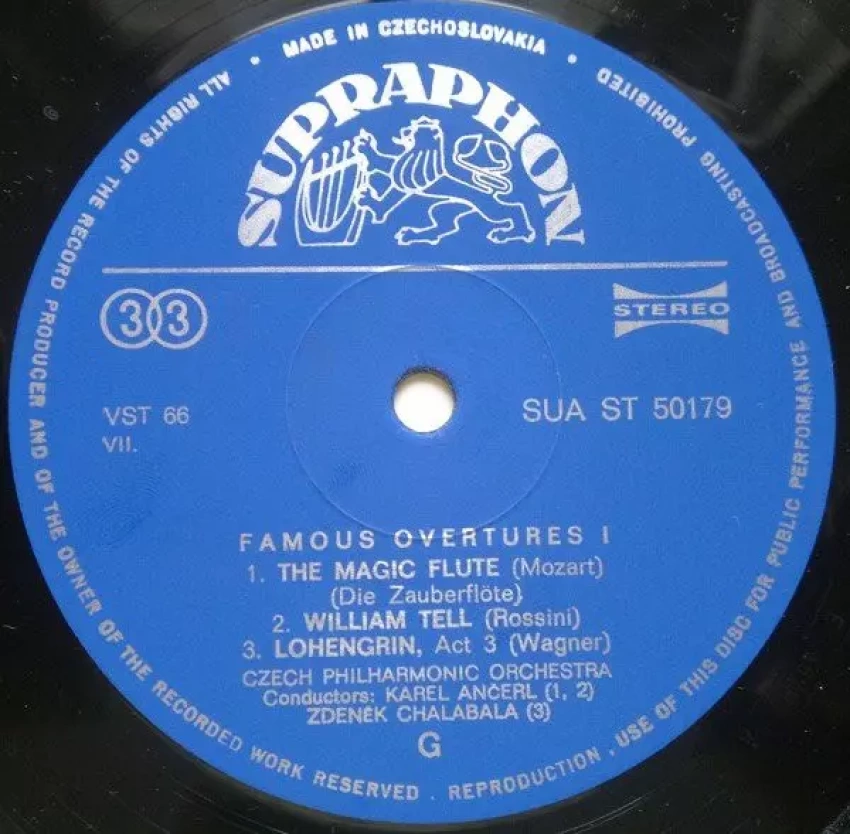 ALL RIGHTS OF THE RECORD PRODUCER AND OF THE OWNER OF THE RECORDED WORK RESERVED . REPRODUCTION, USE OF THIS DISC FOR PUBLIC PERFORMANCE AND BROADCASTING PROHIBITED
• MADE IN CZECHOSLOVAKIA •
SUPRAPHON
33
STEREO
VST 66
SUA ST 50179
VII.
FAMOUS OVERTURES I
1. THE MAGIC FLUTE (Mozart)
(Die Zauberflöte)
2. WILLIAM TELL (Rossini)
3. LOHENGRIN, Act 3 (Wagner)
CZECH PHILHARMONIC ORCHESTRA
Conductors: KAREL ANČERL (1, 2)
ZDENĚK CHALABALA (3)
G